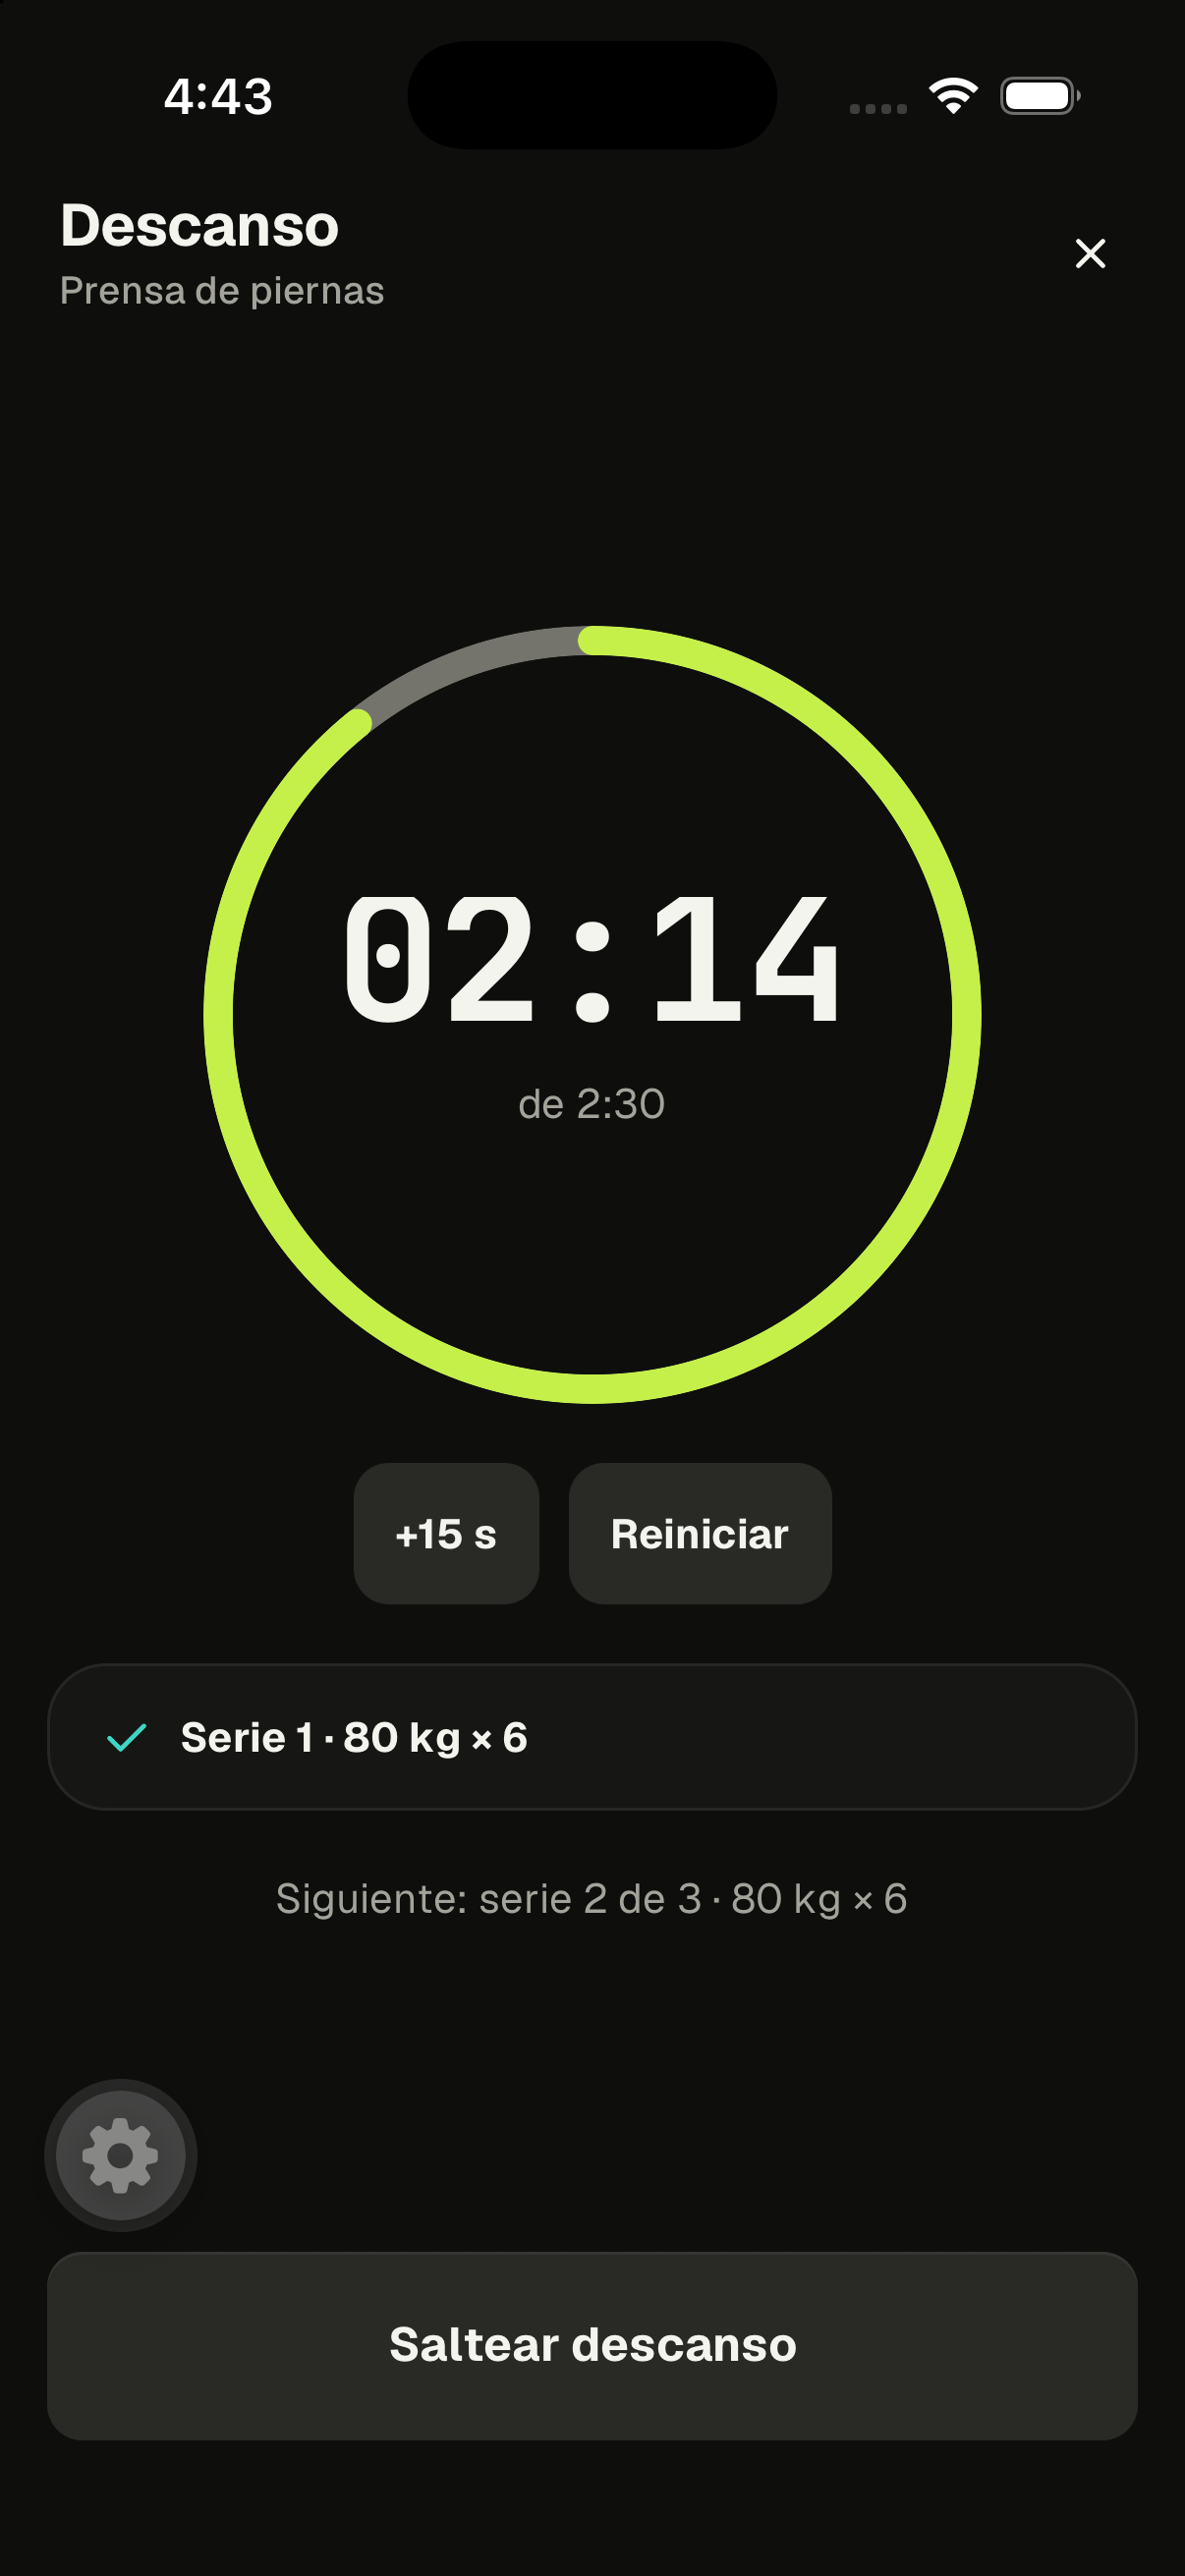 4:43
Descanso
Prensa de piernas
02:14
de 2:30
+15 s
Reiniciar
Serie 1 · 80 kg × 6
Siguiente: serie 2 de 3 · 80 kg × 6
Saltear descanso